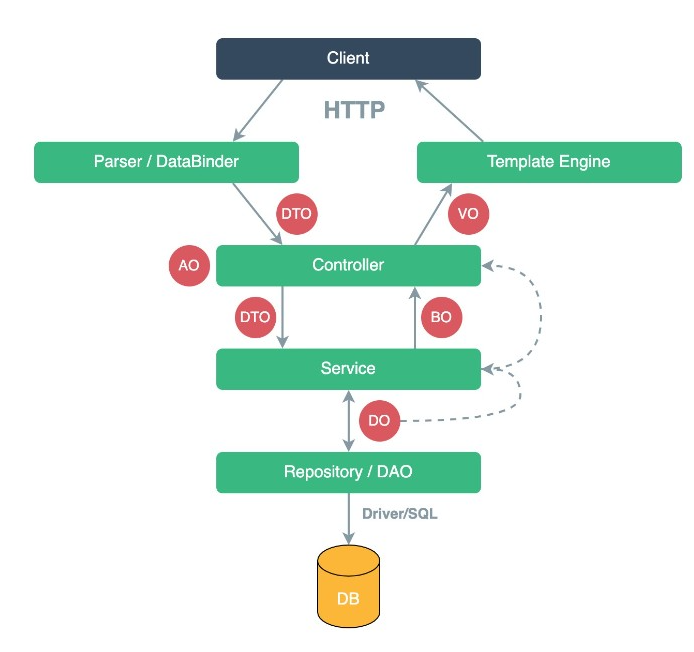 Client
HTTP
Parser / DataBinder
Template Engine
DTO
VO
AO
Controller
DTO
BO
Service
DO
Repository / DAO
Driver/SQL
DB